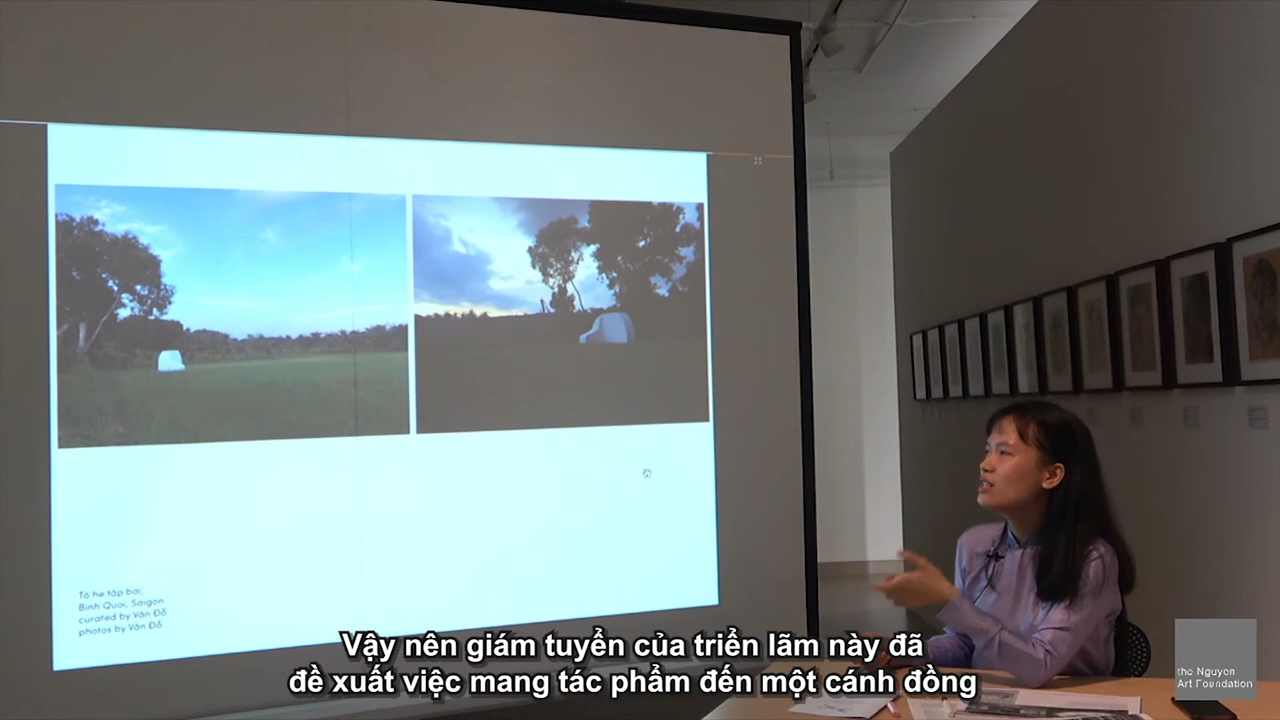 Tò he tập bơi,
Bình Quới, Saigon
curated by Vân Đỗ
photos by Vân Đỗ
Vậy nên giám tuyển của triển lãm này đã
đề xuất việc mang tác phẩm đến một cánh đồng
the Nguyen
Art Foundation